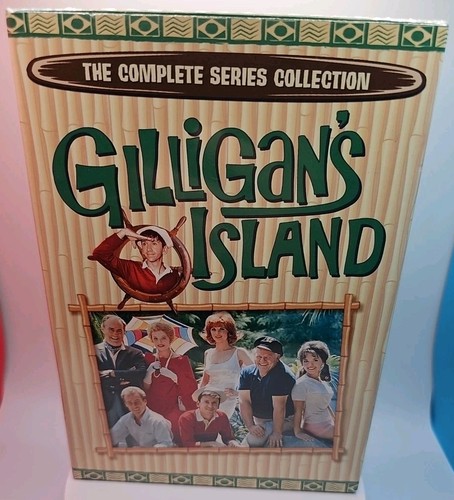 THE COMPLETE SERIES COLLECTION
GILLIGAN'S
ISLAND